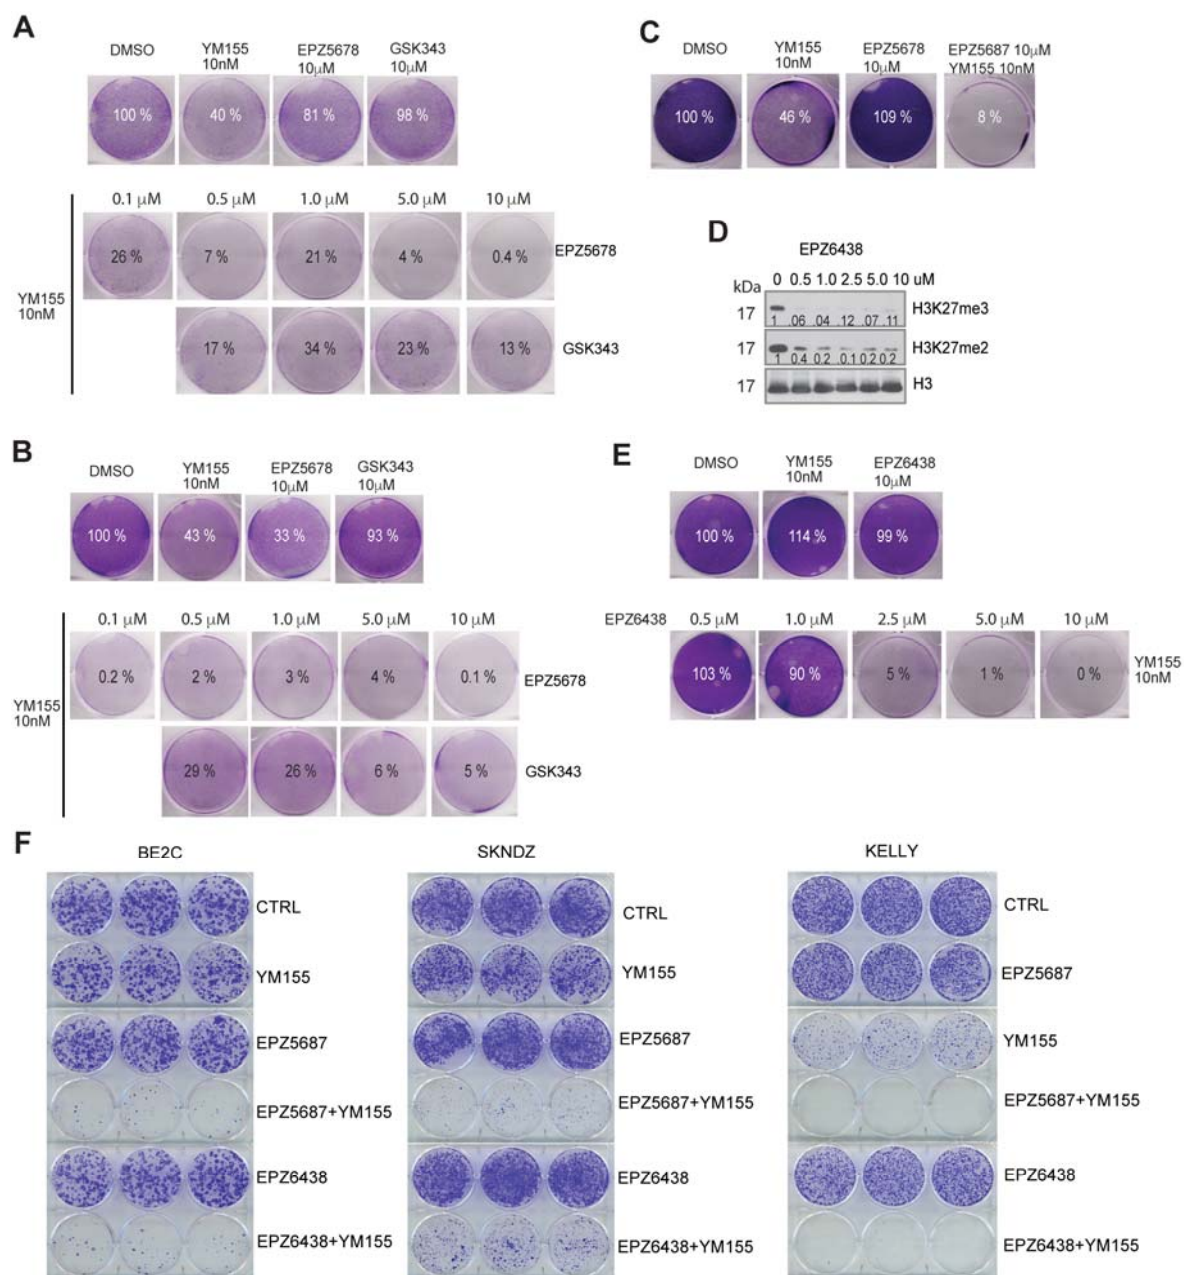 A
DMSO
YM155
10nM
EPZ5678
10μM
GSK343
10μM
100 %
40 %
81 %
98 %
0.1 μM
0.5 μM
1.0 μM
5.0 μM
10 μM
26 %
7 %
21 %
4 %
0.4 %
EPZ5678
YM155
10nM
17 %
34 %
23 %
13 %
GSK343
B
DMSO
YM155
10nM
EPZ5678
10μM
GSK343
10μM
100 %
43 %
33 %
93 %
0.1 μM
0.5 μM
1.0 μM
5.0 μM
10 μM
0.2 %
2 %
3 %
4 %
0.1 %
EPZ5678
YM155
10nM
29 %
26 %
6 %
5 %
GSK343
C
DMSO
YM155
10nM
EPZ5678
10μM
EPZ5687 10μM
YM155 10nM
100 %
46 %
109 %
8 %
D
EPZ6438
kDa
0 0.5 1.0 2.5 5.0 10 uM
17
H3K27me3
1 .06 .04 .12 .07 .11
17
H3K27me2
1 0.4 0.2 0.1 0.2 0.2
17
H3
E
DMSO
YM155
10nM
EPZ6438
10μM
100 %
114 %
99 %
EPZ6438
0.5 μM
1.0 μM
2.5 μM
5.0 μM
10 μM
103 %
90 %
5 %
1 %
0 %
YM155
10nM
F
BE2C
CTRL
YM155
EPZ5687
EPZ5687+YM155
EPZ6438
EPZ6438+YM155
SKNDZ
CTRL
YM155
EPZ5687
EPZ5687+YM155
EPZ6438
EPZ6438+YM155
KELLY
CTRL
EPZ5687
YM155
EPZ5687+YM155
EPZ6438
EPZ6438+YM155